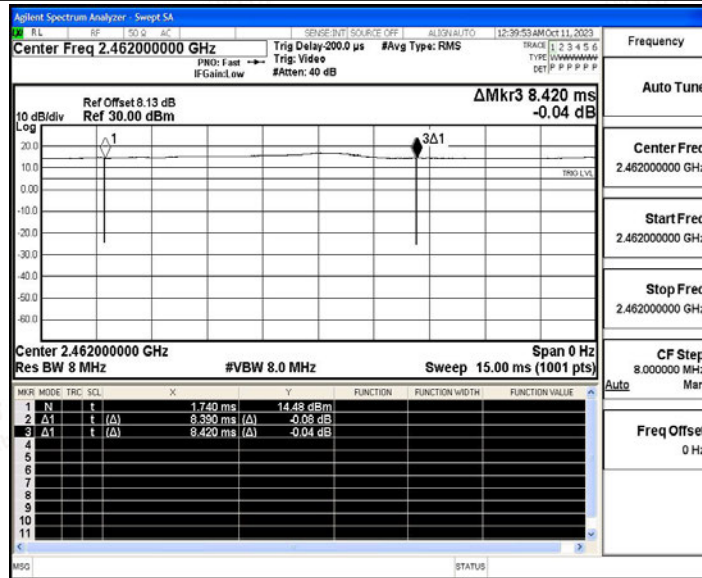 Agilent Spectrum Analyzer - Swept SA
RL RF 50 Ω AC SENSE:INT SOURCE OFF ALIGN AUTO 12:39:53 AM Oct 11, 2023
Center Freq 2.462000000 GHz
PNO: Fast
IFGain:Low
Trig Delay-200.0 µs
Trig: Video
#Atten: 40 dB
#Avg Type: RMS
TRACE 1 2 3 4 5 6
TYPE WWWWWW
DET P P P P P P
ΔMkr3 8.420 ms
-0.04 dB
Ref Offset 8.13 dB
10 dB/div Ref 30.00 dBm
Log
1
3Δ1
20.0
10.0
TRIG LVL
0.00
-10.0
-20.0
-30.0
-40.0
-50.0
-60.0
Center 2.462000000 GHz Span 0 Hz
Res BW 8 MHz #VBW 8.0 MHz Sweep 15.00 ms (1001 pts)
MKR MODE TRC SCL X Y FUNCTION FUNCTION WIDTH FUNCTION VALUE
1 N t 1.740 ms 14.48 dBm
2 Δ1 t (Δ) 8.390 ms (Δ) -0.08 dB
3 Δ1 t (Δ) 8.420 ms (Δ) -0.04 dB
4
5
6
7
8
9
10
11
MSG STATUS
Frequency
Auto Tune
Center Freq
2.462000000 GHz
Start Freq
2.462000000 GHz
Stop Freq
2.462000000 GHz
CF Step
8.000000 MHz
Auto Man
Freq Offset
0 Hz